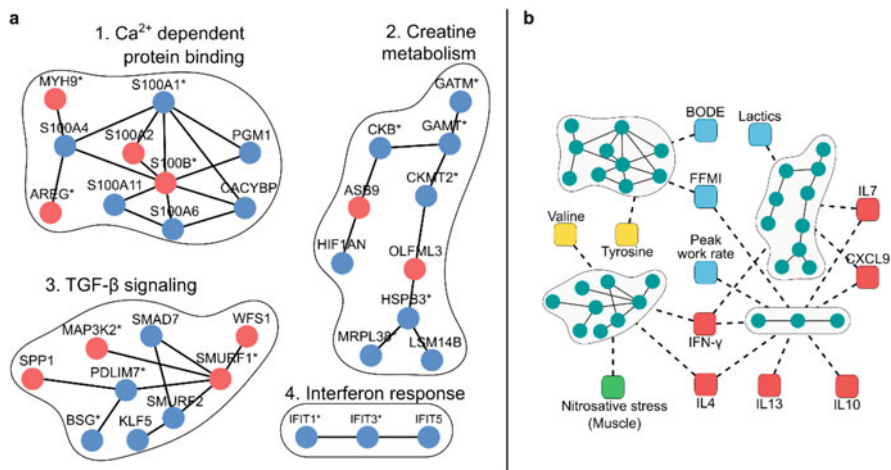 a
1. Ca²⁺ dependent
protein binding
MYH9*
S100A1*
S100A4
S100A2
PGM1
S100B*
AREG*
S100A11
CACYBP
S100A6
2. Creatine
metabolism
GATM*
CKB*
GAMT*
CKMT2*
ASB9
HIF1AN
OLFML3
HSPB3*
MRPL38*
LSM14B
3. TGF-β signaling
SMAD7
WFS1
MAP3K2*
SPP1
SMURF1*
PDLIM7*
SMURF2
BSG*
KLF5
4. Interferon response
IFIT1*
IFIT3*
IFIT5
b
BODE
Lactics
FFMI
IL7
Valine
Tyrosine
Peak
work rate
CXCL9
IFN-γ
Nitrosative stress
(Muscle)
IL4
IL13
IL10